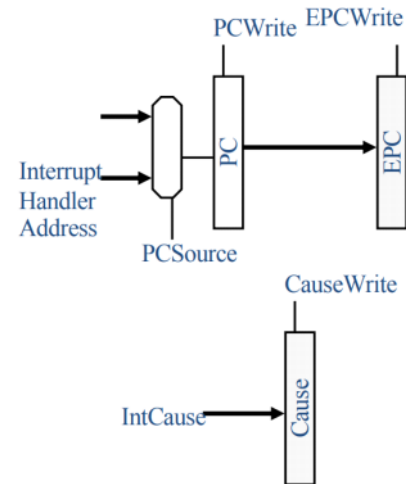 PCWrite
EPCWrite
PC
EPC
Interrupt
Handler
Address
PCSource
CauseWrite
Cause
IntCause